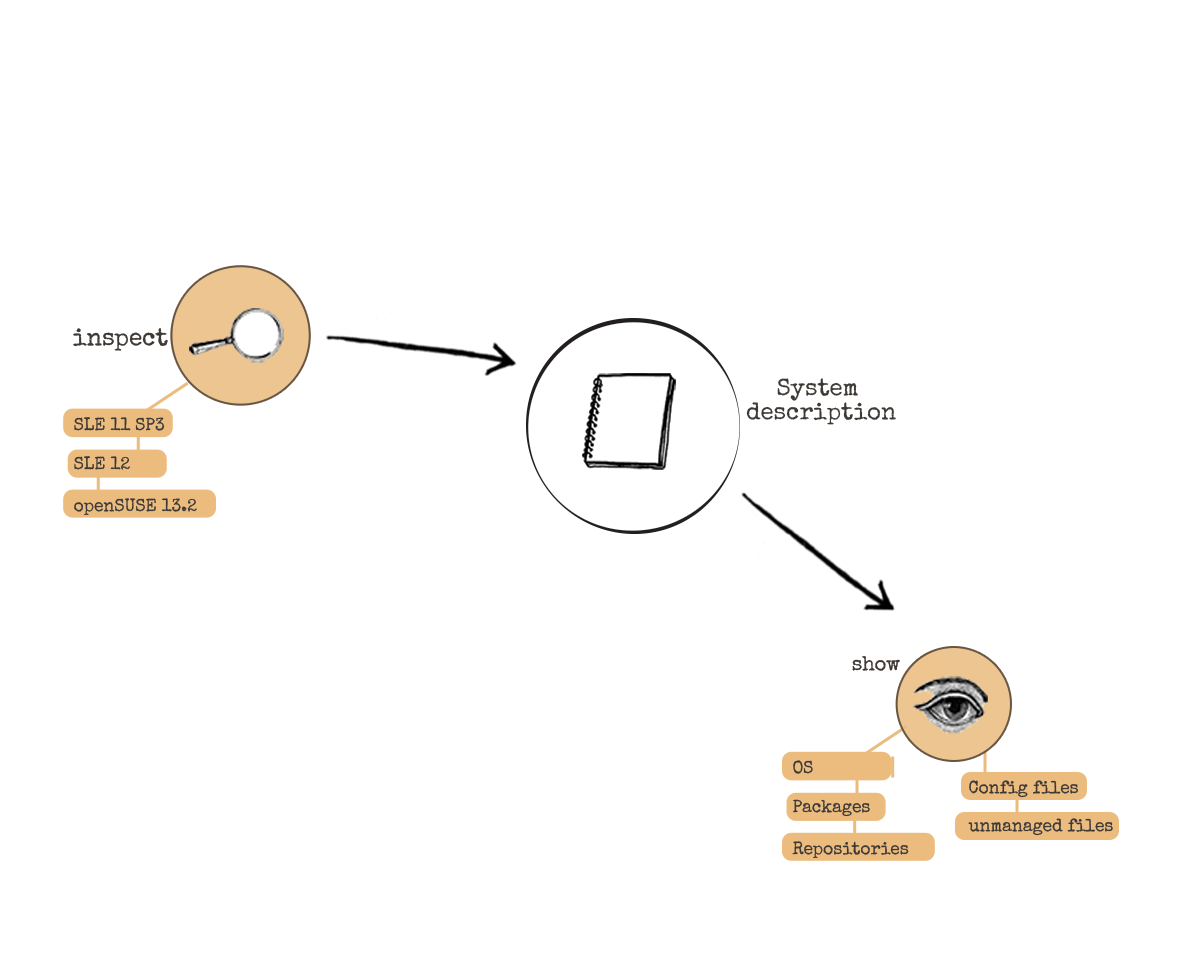 inspect
SLE 11 SP3
SLE 12
openSUSE 13.2
System
description
show
OS
Packages
Repositories
Config files
unmanaged files